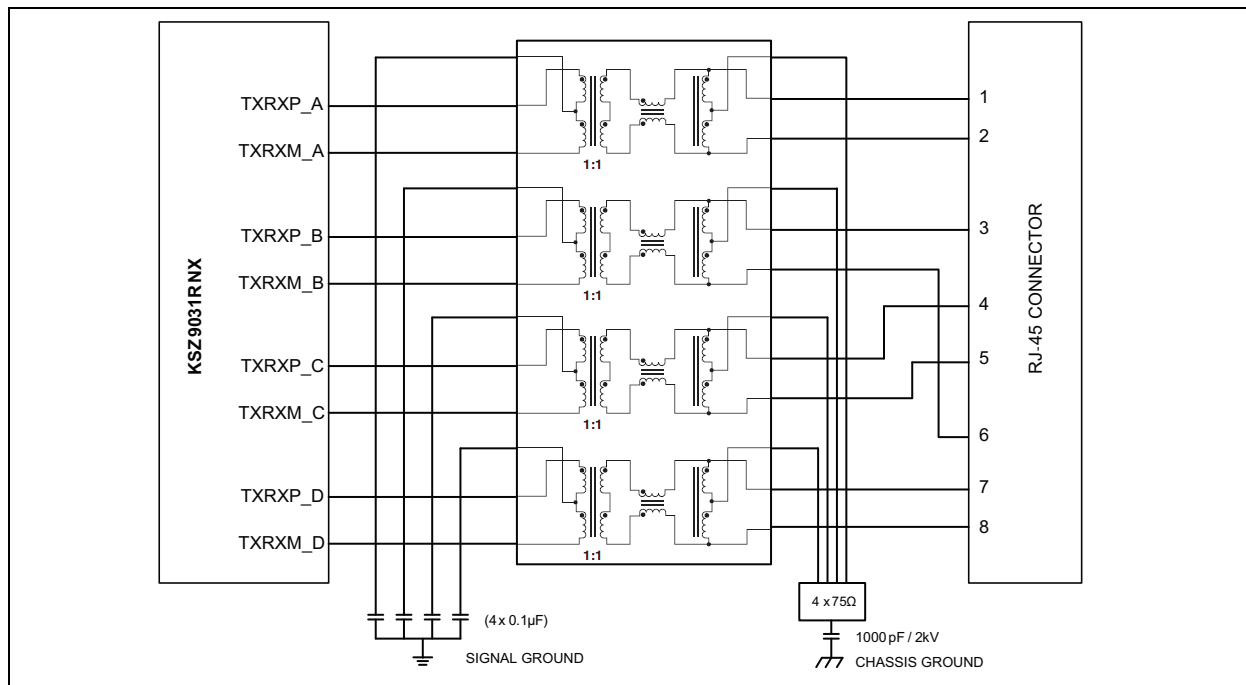 KSZ9031RNX
TXRXP_A
TXRXM_A
TXRXP_B
TXRXM_B
TXRXP_C
TXRXM_C
TXRXP_D
TXRXM_D
1:1
1:1
1:1
1:1
1
2
3
4
5
6
7
8
RJ-45 CONNECTOR
(4 x 0.1µF)
SIGNAL GROUND
4 x 75Ω
1000 pF / 2kV
CHASSIS GROUND